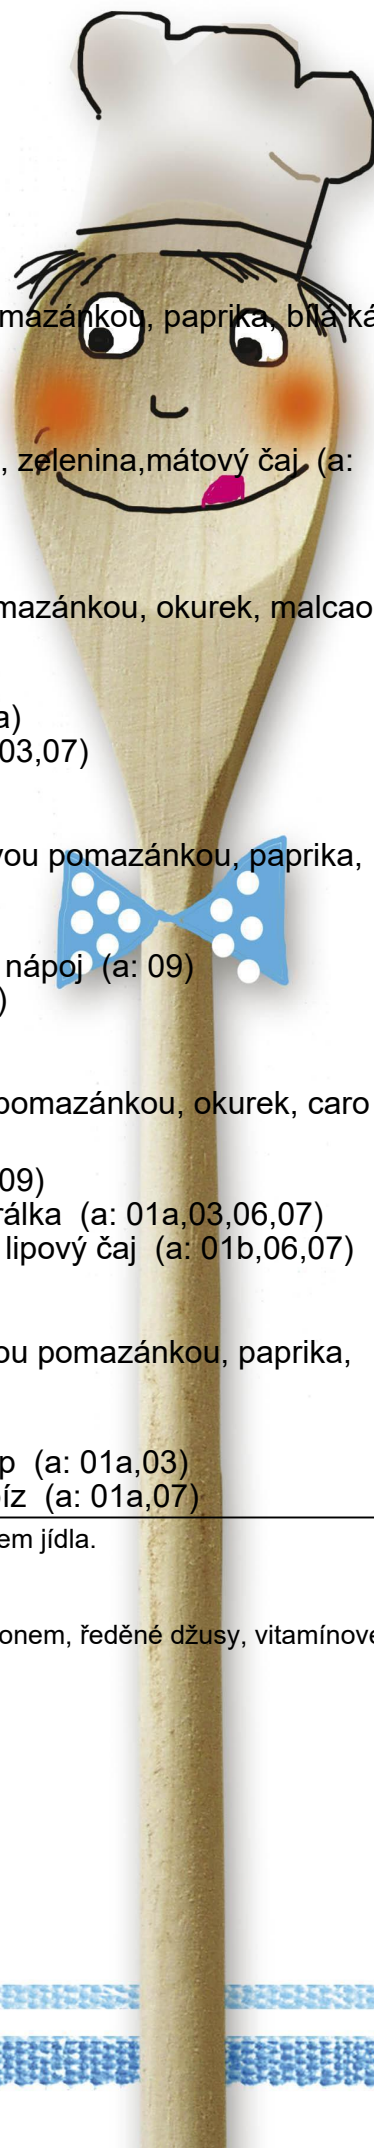 mazánkou, paprika, bílá ká
, zelenina,mátový čaj (a:
mazánkou, okurek, malcao
a)
03,07)
vou pomazánkou, paprika,
nápoj (a: 09)
)
pomazánkou, okurek, caro
09)
rálka (a: 01a,03,06,07)
lipový čaj (a: 01b,06,07)
ou pomazánkou, paprika,
p (a: 01a,03)
íz (a: 01a,07)
em jídla.
onem, ředěné džusy, vitamínové